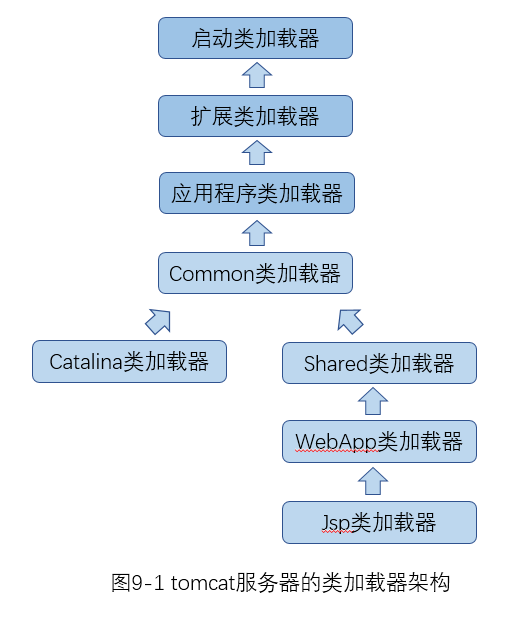 启动类加载器
扩展类加载器
应用程序类加载器
Common类加载器
Catalina类加载器
Shared类加载器
WebApp类加载器
Jsp类加载器
图9-1 tomcat服务器的类加载器架构